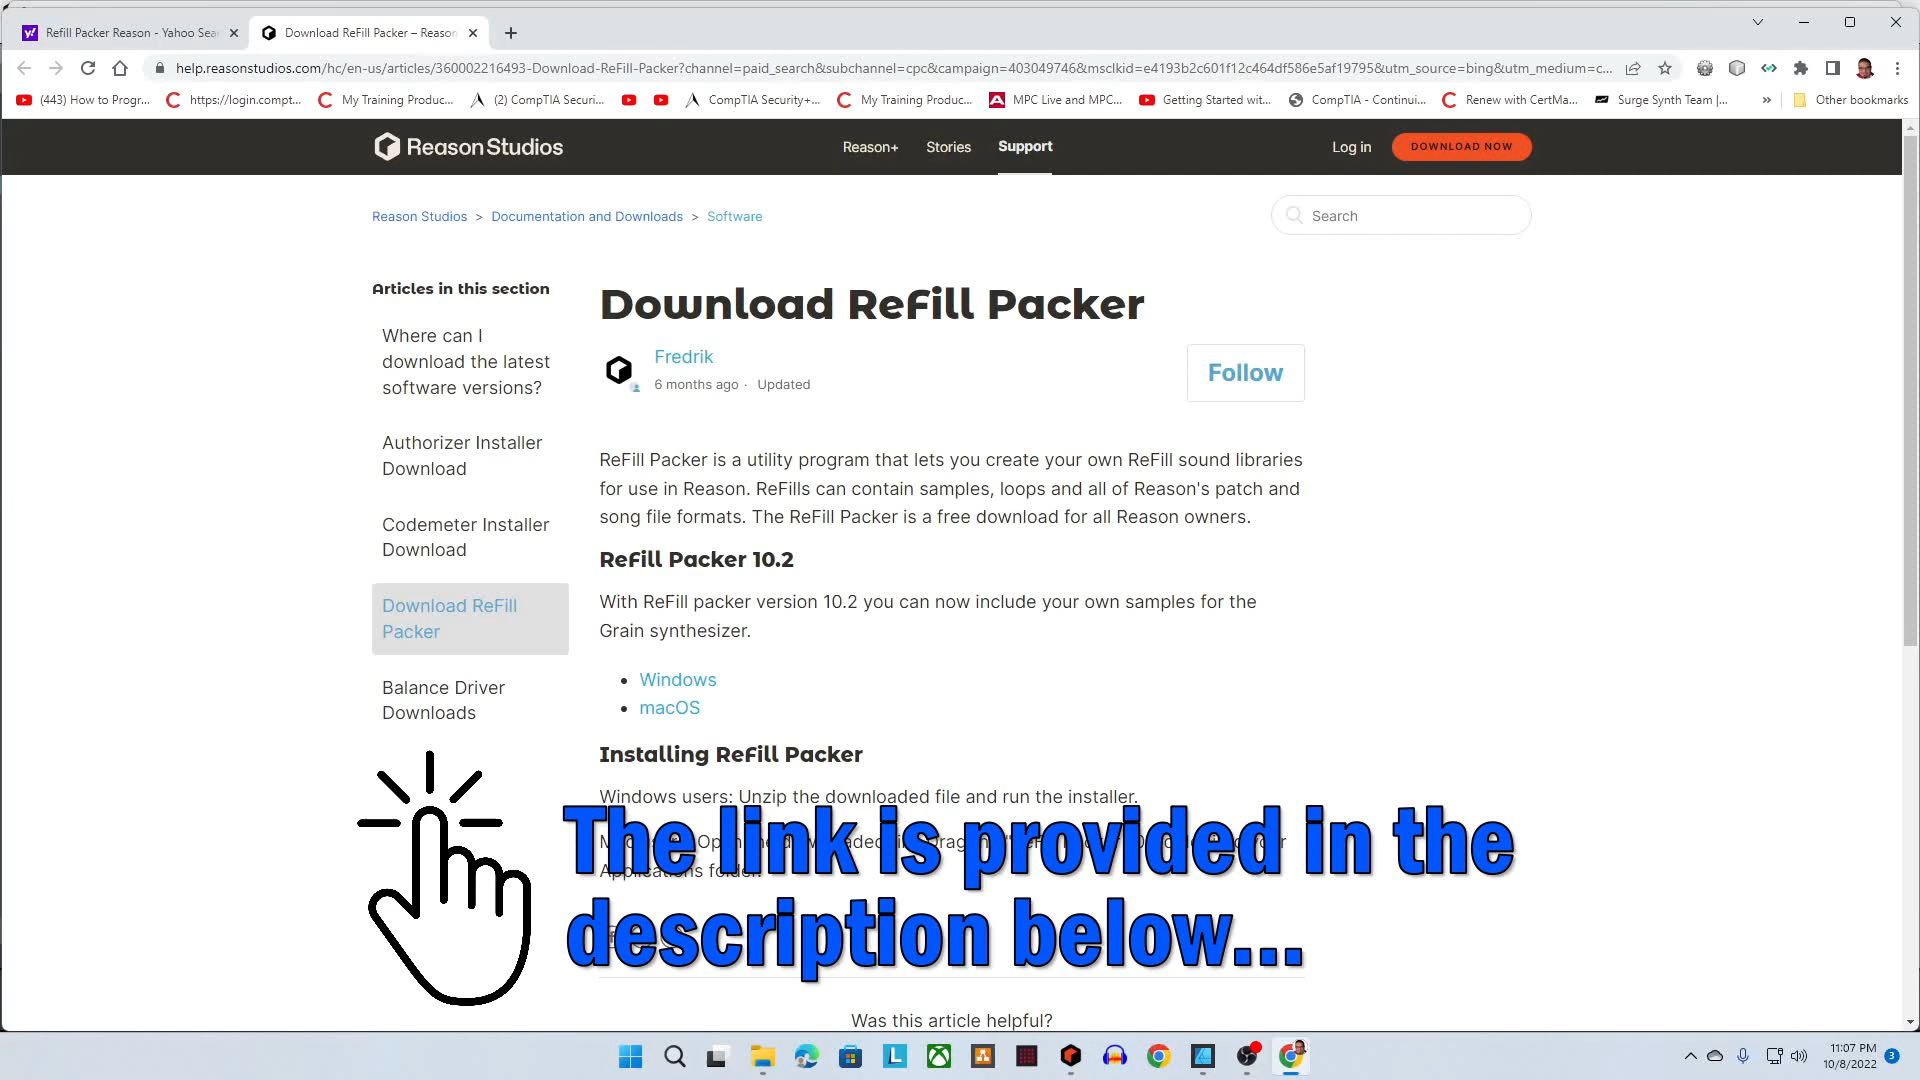 Refill Packer Reason - Yahoo Sea
Download ReFill Packer – Reason
help.reasonstudios.com/hc/en-us/articles/360002216493-Download-ReFill-Packer?channel=paid_search&subchannel=cpc&campaign=403049746&msclkid=e4193b2c601f12c464df586e5af19795&utm_source=bing&utm_medium=c...
(443) How to Progr...
https://login.compt...
My Training Produc...
(2) CompTIA Securi...
CompTIA Security+...
My Training Produc...
MPC Live and MPC...
Getting Started wit...
CompTIA - Continui...
Renew with CertMa...
Surge Synth Team |...
»
Other bookmarks
Reason Studios
Reason+
Stories
Support
Log in
DOWNLOAD NOW
Reason Studios > Documentation and Downloads > Software
Search
Articles in this section
Where can I
download the latest
software versions?
Authorizer Installer
Download
Codemeter Installer
Download
Download ReFill
Packer
Balance Driver
Downloads
Download ReFill Packer
Fredrik
6 months ago · Updated
Follow
ReFill Packer is a utility program that lets you create your own ReFill sound libraries
for use in Reason. ReFills can contain samples, loops and all of Reason's patch and
song file formats. The ReFill Packer is a free download for all Reason owners.
ReFill Packer 10.2
With ReFill packer version 10.2 you can now include your own samples for the
Grain synthesizer.
• Windows
• macOS
Installing ReFill Packer
Windows users: Unzip the downloaded file and run the installer.
Applications folder.
The link is provided in the
description below...
Was this article helpful?
11:07 PM
10/8/2022
3